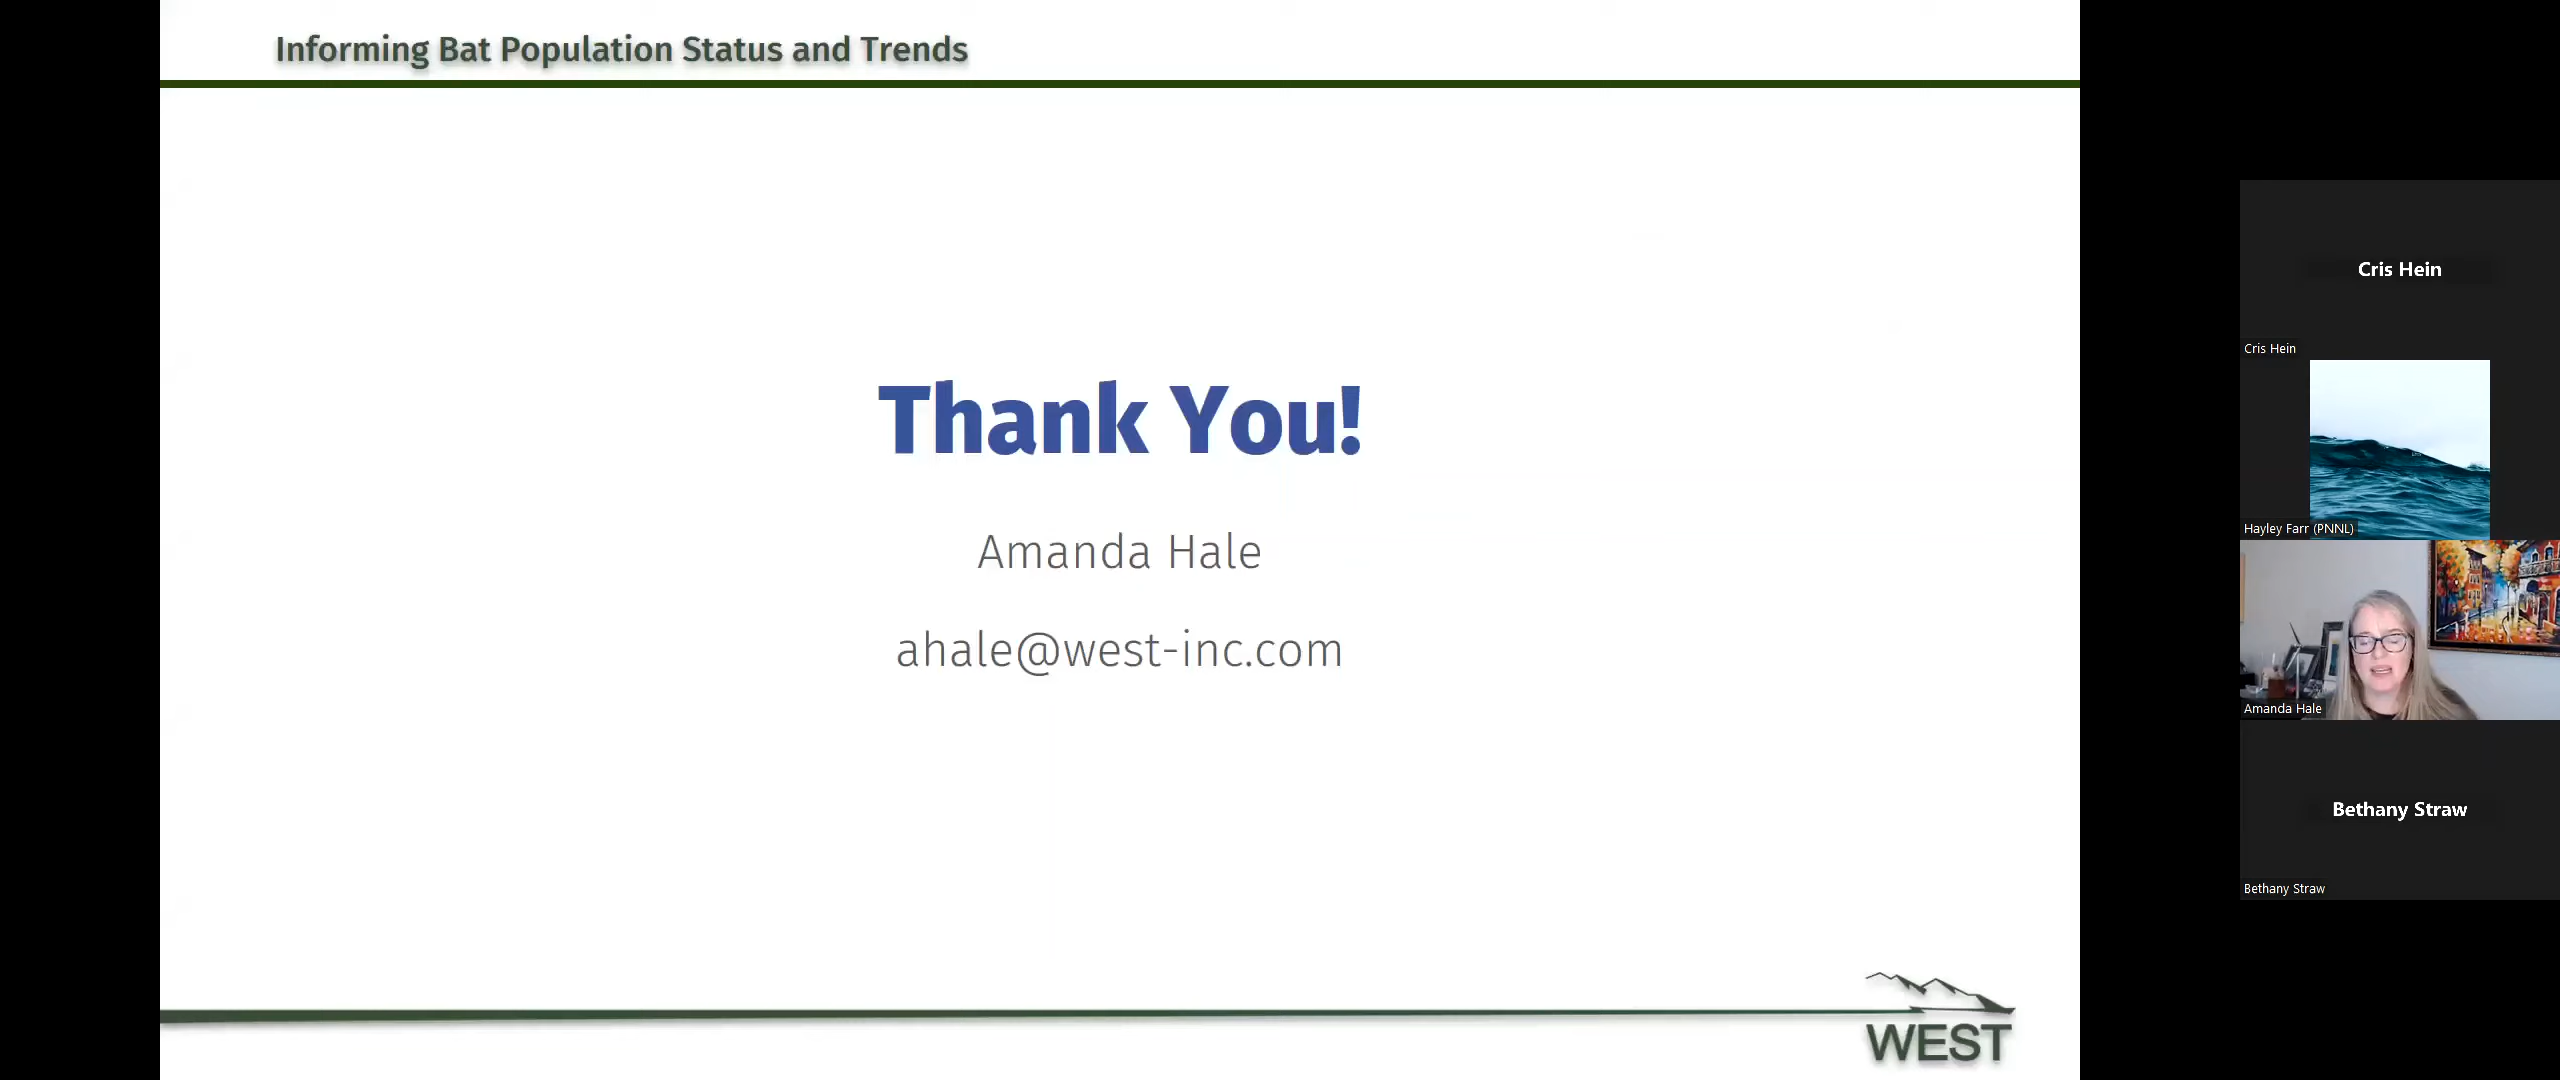 Informing Bat Population Status and Trends
Thank You!
Amanda Hale
ahale@west-inc.com
WEST
Cris Hein
Cris Hein
Hayley Farr (PNNL)
Amanda Hale
Bethany Straw
Bethany Straw